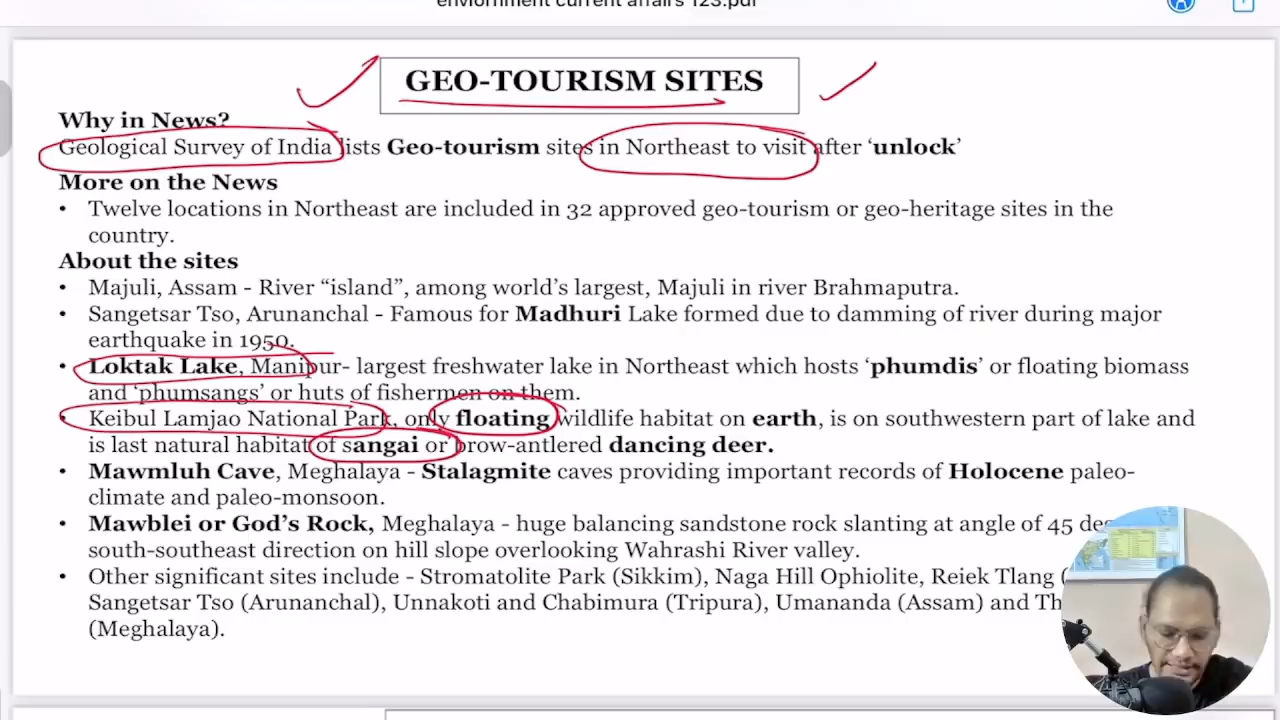 enviornment current affairs 123.pdf
GEO-TOURISM SITES
Why in News?
Geological Survey of India lists Geo-tourism sites in Northeast to visit after ‘unlock’
More on the News
• Twelve locations in Northeast are included in 32 approved geo-tourism or geo-heritage sites in the
country.
About the sites
• Majuli, Assam - River “island”, among world’s largest, Majuli in river Brahmaputra.
• Sangetsar Tso, Arunanchal - Famous for Madhuri Lake formed due to damming of river during major
earthquake in 1950.
• Loktak Lake, Manipur- largest freshwater lake in Northeast which hosts ‘phumdis’ or floating biomass
and ‘phumsangs’ or huts of fishermen on them.
• Keibul Lamjao National Park, only floating wildlife habitat on earth, is on southwestern part of lake and
is last natural habitat of sangai or brow-antlered dancing deer.
• Mawmluh Cave, Meghalaya - Stalagmite caves providing important records of Holocene paleo-
climate and paleo-monsoon.
• Mawblei or God’s Rock, Meghalaya - huge balancing sandstone rock slanting at angle of 45
south-southeast direction on hill slope overlooking Wahrashi River valley.
• Other significant sites include - Stromatolite Park (Sikkim), Naga Hill Ophiolite, Reiek Tlang
Sangetsar Tso (Arunanchal), Unnakoti and Chabimura (Tripura), Umananda (Assam) and
(Meghalaya).